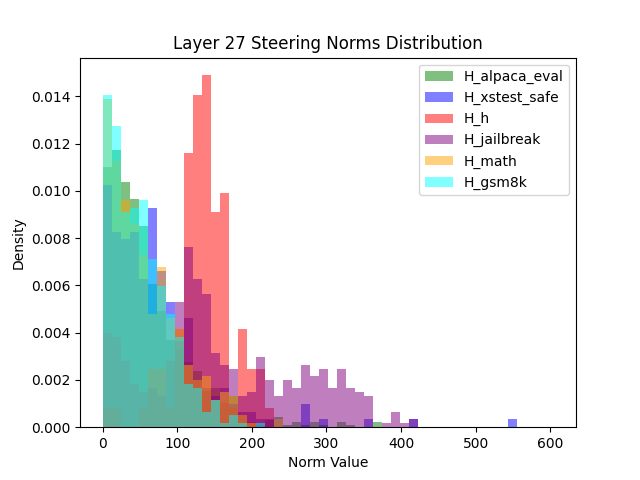 Layer 27 Steering Norms Distribution
H_alpaca_eval
H_xstest_safe
H_h
H_jailbreak
H_math
H_gsm8k
0.014
0.012
0.010
0.008
0.006
0.004
0.002
0.000
Density
0
100
200
300
400
500
600
Norm Value